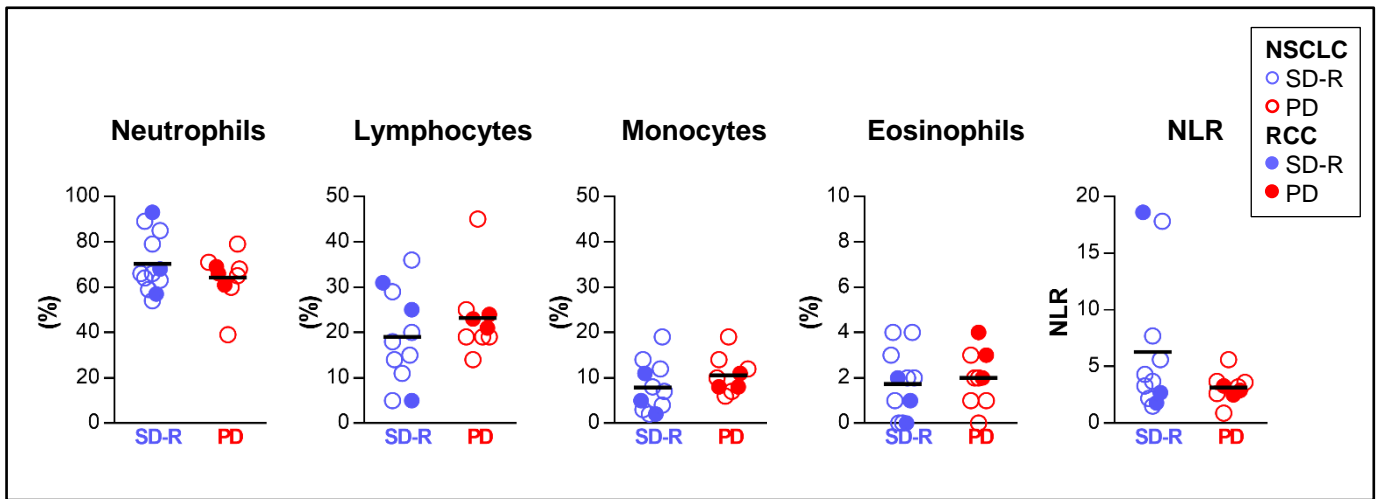 NSCLC
SD-R
PD
RCC
SD-R
PD
Neutrophils
(%)
100
80
60
40
20
0
SD-R PD
Lymphocytes
(%)
50
40
30
20
10
0
SD-R PD
Monocytes
(%)
50
40
30
20
10
0
SD-R PD
Eosinophils
(%)
10
8
6
4
2
0
SD-R PD
NLR
NLR
20
15
10
5
0
SD-R PD